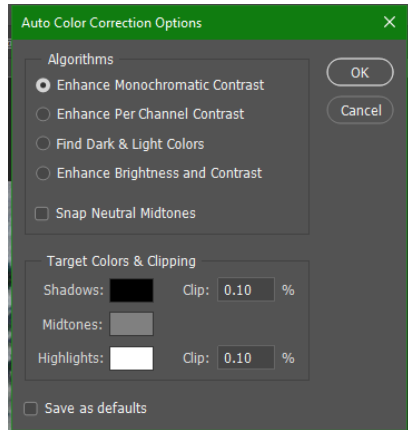 Auto Color Correction Options
Algorithms
Enhance Monochromatic Contrast
Enhance Per Channel Contrast
Find Dark & Light Colors
Enhance Brightness and Contrast
Snap Neutral Midtones
OK
Cancel
Target Colors & Clipping
Shadows: Clip: 0.10 %
Midtones:
Highlights: Clip: 0.10 %
Save as defaults